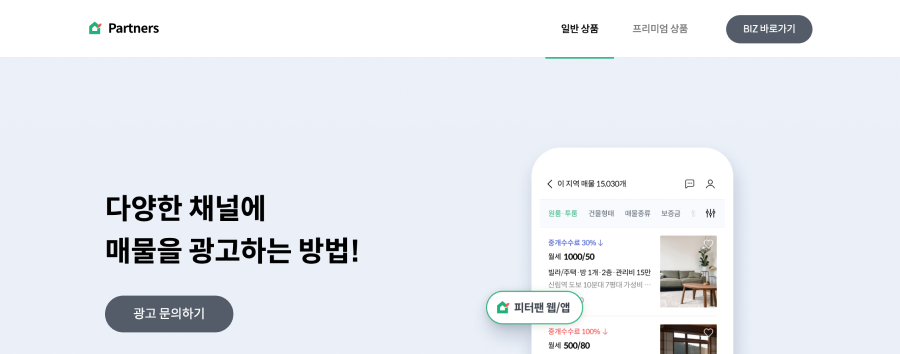 Partners
일반 상품
프리미엄 상품
BIZ 바로가기
다양한 채널에
매물을 광고하는 방법!
광고 문의하기
이 지역 매물 15,030개
원룸·투룸 건물형태 매물종류 보증금
중개수수료 30% ↓
월세 1000/50
빌라/주택·방 1개·2층·관리비 15만
신림역 도보 10분대 7평대 가성비 ...
피터팬 웹/앱
중개수수료 100% ↓
월세 500/80